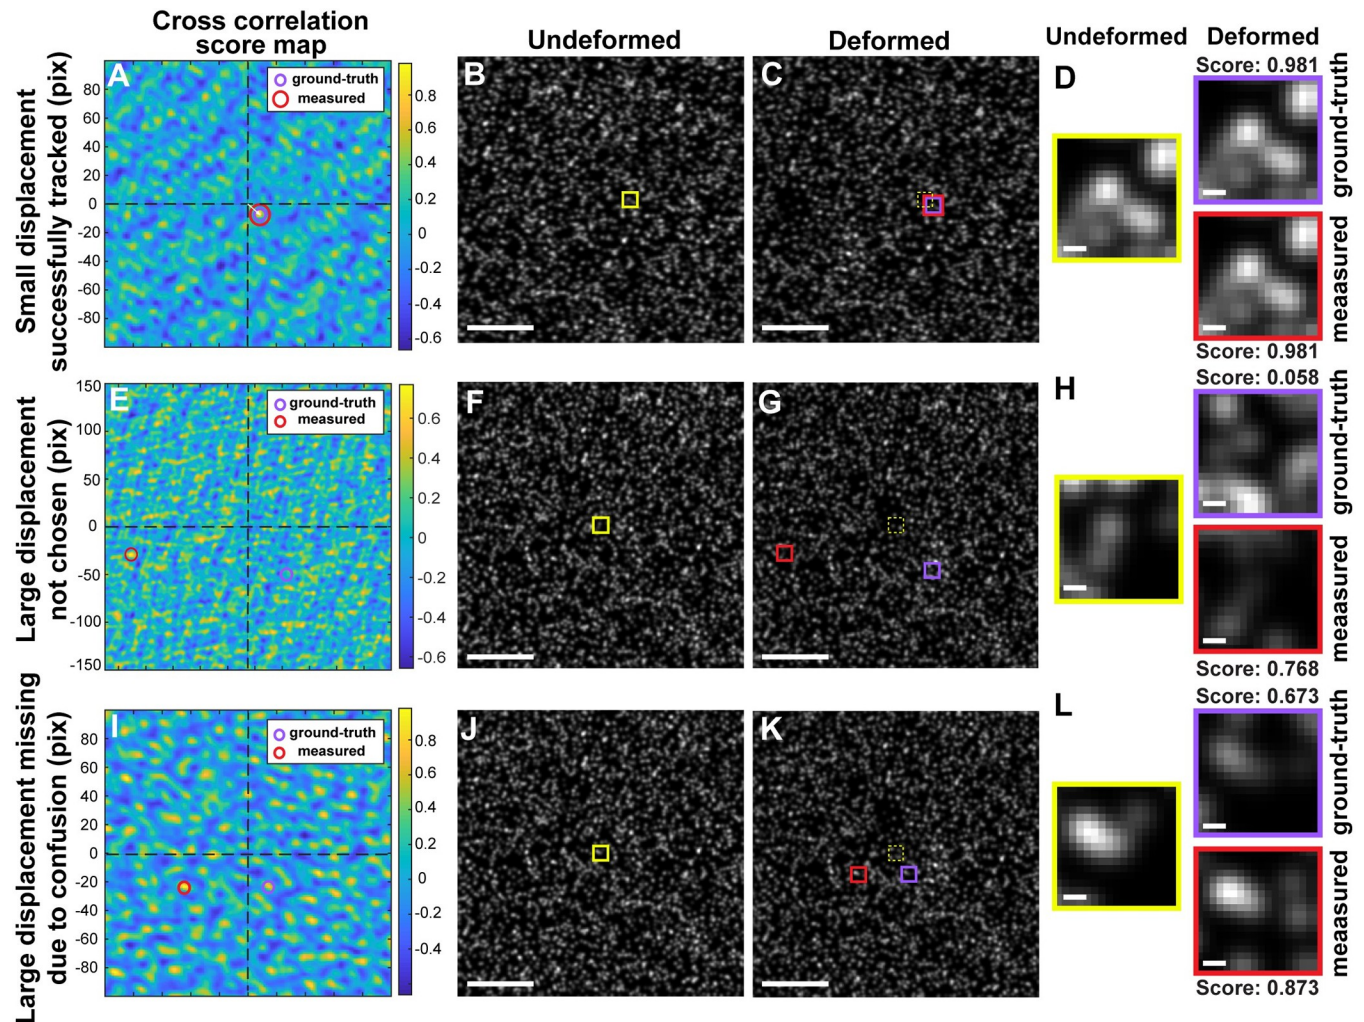 Cross correlation
score map
Undeformed
Deformed
Undeformed
Deformed
Small displacement
successfully tracked (pix)
A
ground-truth
measured
80
60
40
20
0
-20
-40
-60
-80
0.8
0.6
0.4
0.2
0
-0.2
-0.4
-0.6
B
C
D
Score: 0.981
ground-truth
meaasured
Score: 0.981
Large displacement
not chosen (pix)
E
ground-truth
measured
150
100
50
0
-50
-100
-150
0.6
0.4
0.2
0
-0.2
-0.4
-0.6
F
G
H
Score: 0.058
ground-truth
meaasured
Score: 0.768
Large displacement missing
due to confusion (pix)
I
ground-truth
measured
80
60
40
20
0
-20
-40
-60
-80
0.8
0.6
0.4
0.2
0
-0.2
-0.4
J
K
L
Score: 0.673
ground-truth
meaasured
Score: 0.873